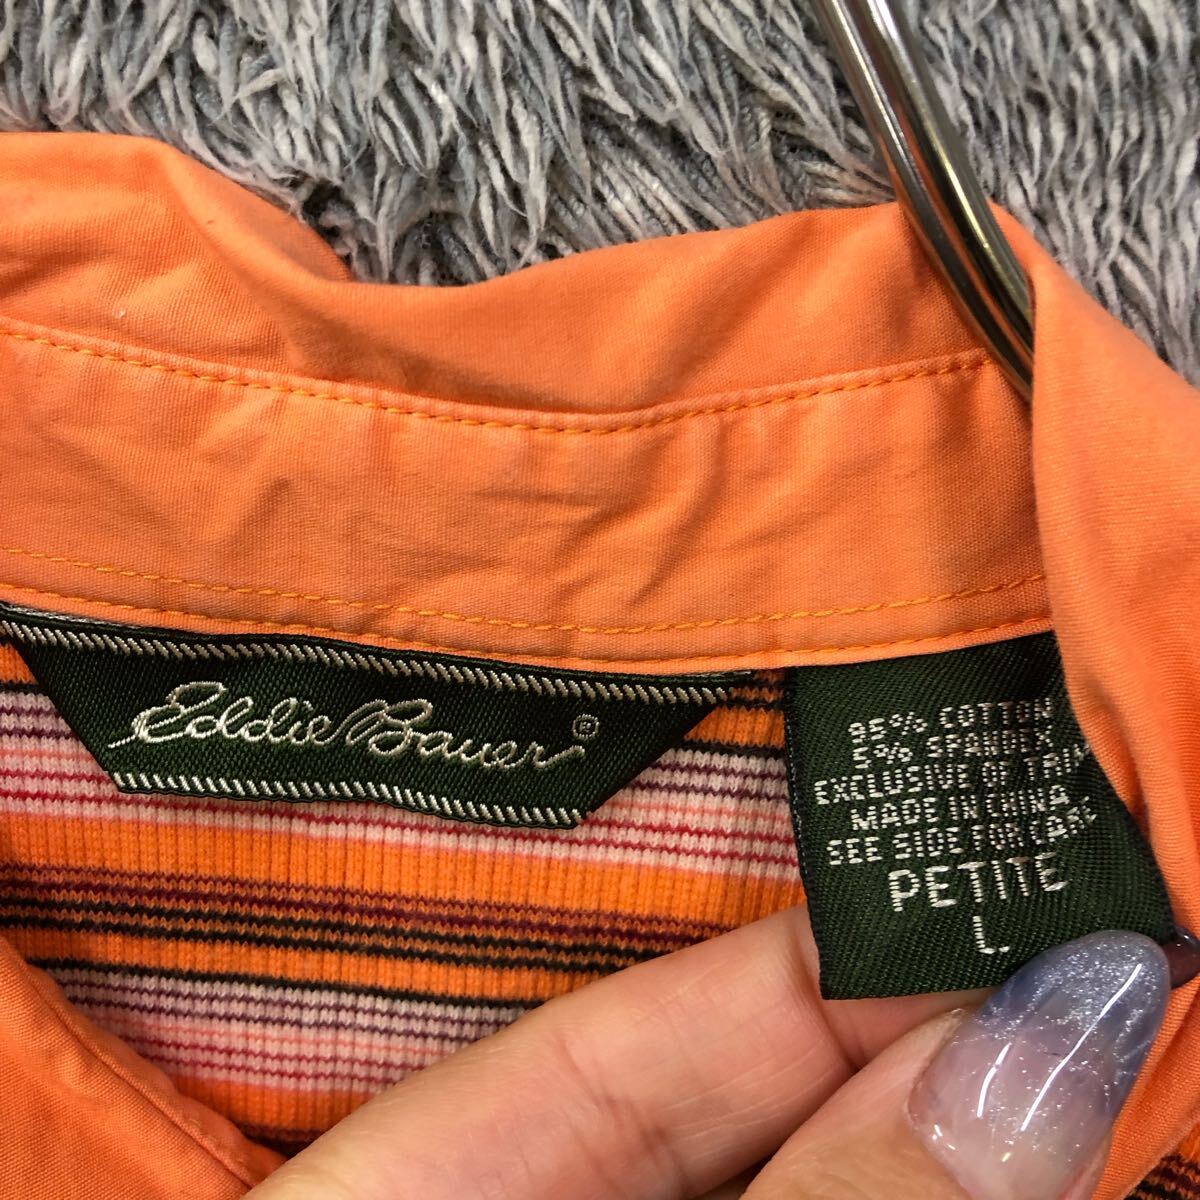 Eddie Bauer®
95% COTTON
5% SPANDEX
EXCLUSIVE OF TRIM
MADE IN CHINA
SEE SIDE FOR CARE
PETITE
L